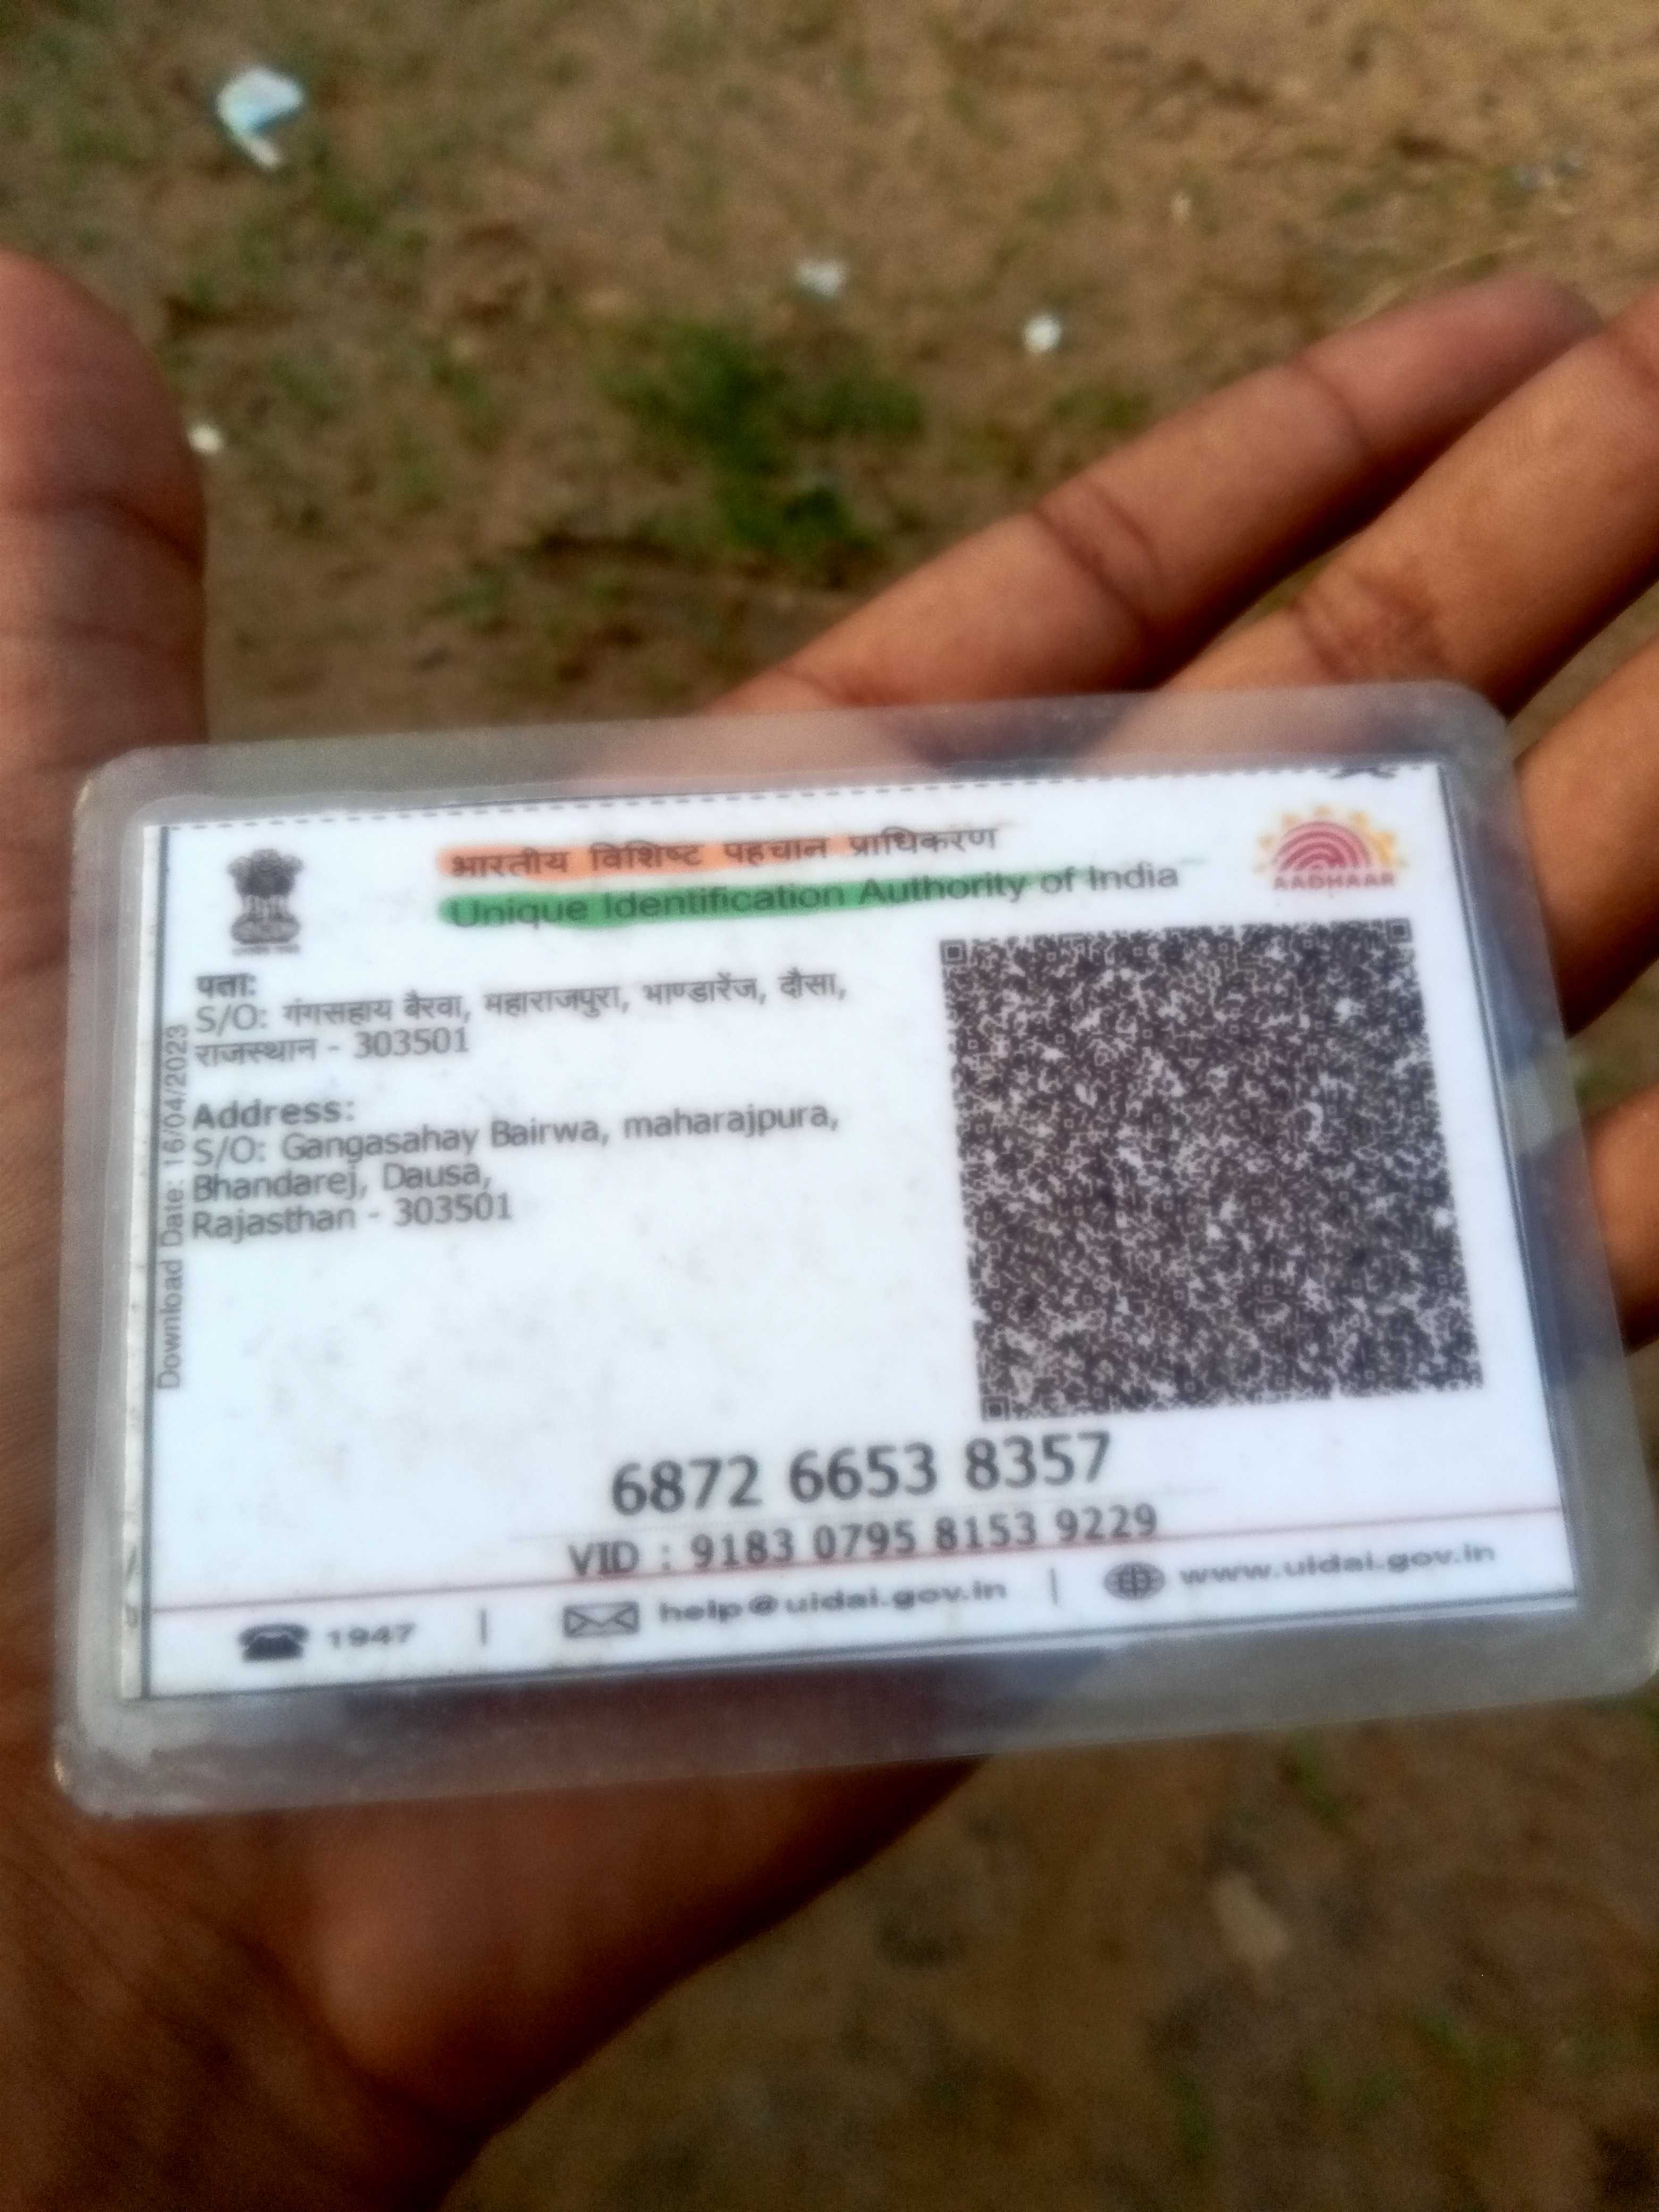 भारतीय विशिष्ट पहचान प्राधिकरण
Unique Identification Authority of India
AADHAAR
पता:
S/O: गंगसहाय बैरवा, महाराजपुरा, भाण्डारेंज, दौसा,
राजस्थान - 303501
Address:
S/O: Gangasahay Bairwa, maharajpura,
Bhandarej, Dausa,
Rajasthan - 303501
Download Date: 16/04/2023
6872 6653 8357
VID : 9183 0795 8153 9229
1947 | help@uidai.gov.in | www.uidai.gov.in